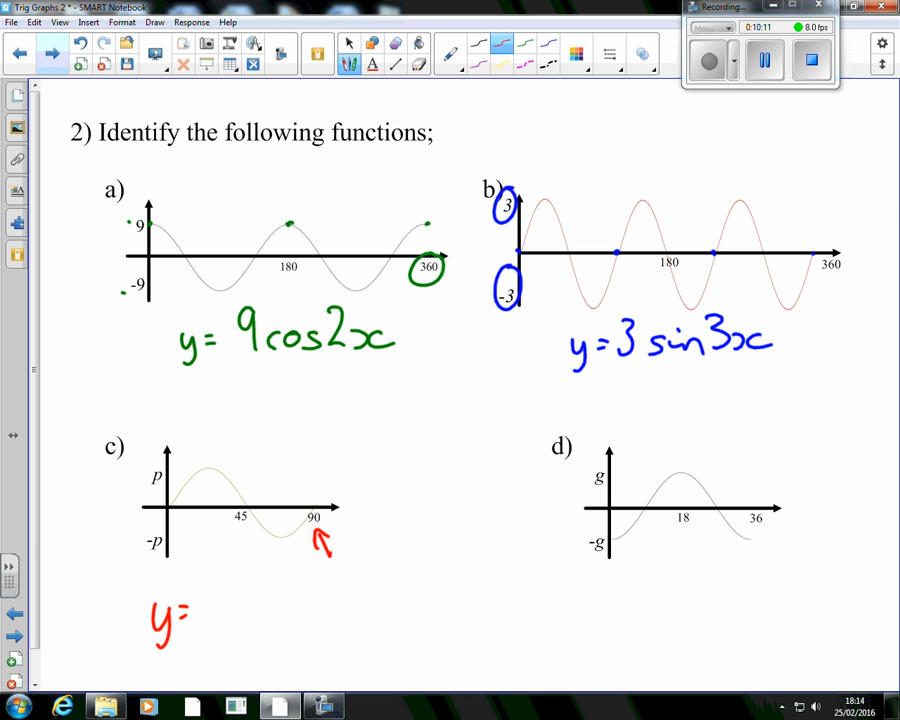 Trig Graphs 2 * - SMART Notebook
Recording...
File Edit View Insert Format Draw Response Help
Menu
0:10:11
8.0 fps
2) Identify the following functions;
a)
9
-9
180
360
y= 9cos2x
b)
3
-3
180
360
y=3 sin3x
c)
p
-p
45
90
y=
d)
g
-g
18
36
18:14
25/02/2016